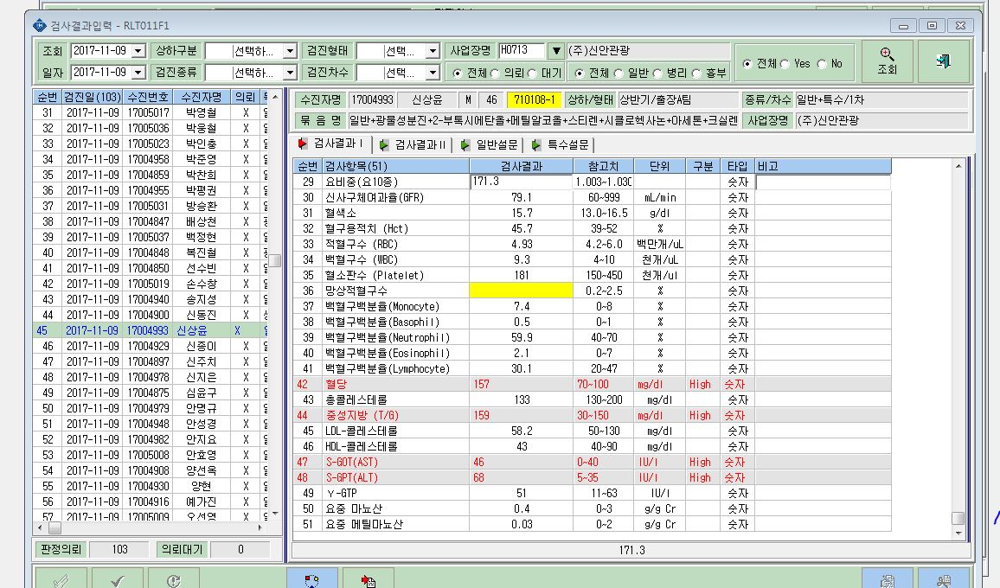 검사결과입력 - RLT011F1
조회 2017-11-09 상하구분 선택하... 검진형태 선택... 사업장명 H0713 (주)신안관광
전체 Yes No
조회
일자 2017-11-09 검진종류 선택하... 검진차수 선택... 전체 의뢰 대기 전체 일반 병리 흉부
순번 검진일(103) 수진번호 수진자명 의뢰
31 2017-11-09 17005017 박영철 X
32 2017-11-09 17005036 박웅철 X
33 2017-11-09 17005023 박인충 X
34 2017-11-09 17004958 박준영 X
35 2017-11-09 17004859 박찬희 X
36 2017-11-09 17004955 박평권 X
37 2017-11-09 17005031 방승환 X
38 2017-11-09 17004847 배상천 X
39 2017-11-09 17005037 백정현 X
40 2017-11-09 17004848 복진철 X
41 2017-11-09 17004850 선수빈 X
42 2017-11-09 17005019 손수창 X
43 2017-11-09 17004940 송지성 X
44 2017-11-09 17004900 신동진 X
45 2017-11-09 17004993 신상윤 X
46 2017-11-09 17004929 신종이 X
47 2017-11-09 17004897 신주치 X
48 2017-11-09 17004978 신지은 X
49 2017-11-09 17004875 심윤구 X
50 2017-11-09 17004979 안명규 X
51 2017-11-09 17004948 안성경 X
52 2017-11-09 17004982 안지요 X
53 2017-11-09 17005008 안효영 X
54 2017-11-09 17004908 양선옥 X
55 2017-11-09 17004930 양현 X
56 2017-11-09 17004916 예가진 X
57 2017-11-09 17005009 오선영 X
판정의뢰 103 의뢰대기 0
수진자명 17004993 신상윤 M 46 710108-1 상하/형태 상반기/출장A팀 종류/차수 일반+특수/1차
묶 음 명 일반+광물성분진+2-부톡시에탄올+메틸알코올+스티렌+시클로헥사논+아세톤+크실렌 사업장명 (주)신안관광
검사결과 I 검사결과 II 일반설문 특수설문
순번 검사항목(51) 검사결과 참고치 단위 구분 타입 비고
29 요비중(요10종) 171.3 1.003~1.030 숫자
30 신사구체여과율(GFR) 79.1 60~999 mL/min 숫자
31 혈색소 15.7 13.0~16.5 g/dl 숫자
32 혈구용적치 (Hct) 45.7 39~52 % 숫자
33 적혈구수 (RBC) 4.93 4.2~6.0 백만개/uL 숫자
34 백혈구수 (WBC) 9.3 4~10 천개/uL 숫자
35 혈소판수 (Platelet) 181 150~450 천개/ul 숫자
36 망상적혈구수 0.2~2.5 % 숫자
37 백혈구백분율(Monocyte) 7.4 0~8 % 숫자
38 백혈구백분율(Basophil) 0.5 0~1 % 숫자
39 백혈구백분율(Neutrophil) 59.9 40~70 % 숫자
40 백혈구백분율(Eosinophil) 2.1 0~7 % 숫자
41 백혈구백분율(Lymphocyte) 30.1 20~47 % 숫자
42 혈당 157 70~100 mg/dl High 숫자
43 총콜레스테롤 133 130~200 mg/dl 숫자
44 중성지방 (T/G) 159 30~150 mg/dl High 숫자
45 LDL-콜레스테롤 58.2 50~130 mg/dl 숫자
46 HDL-콜레스테롤 43 40~90 mg/dl 숫자
47 S-GOT(AST) 46 0~40 IU/l High 숫자
48 S-GPT(ALT) 68 5~35 IU/l High 숫자
49 γ-GTP 51 11~63 IU/l 숫자
50 요중 마뇨산 0.4 0~3 g/g Cr 숫자
51 요중 메틸마뇨산 0.03 0~2 g/g Cr 숫자
171.3